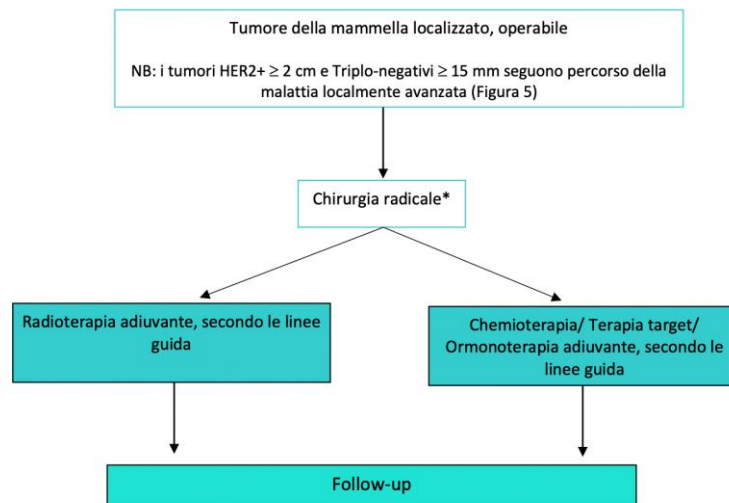 Tumore della mammella localizzato, operabile
NB: i tumori HER2+ ≥ 2 cm e Triplo-negativi ≥ 15 mm seguono percorso della
malattia localmente avanzata (Figura 5)
Chirurgia radicale*
Radioterapia adiuvante, secondo le linee
guida
Chemioterapia/ Terapia target/
Ormonoterapia adiuvante, secondo le
linee guida
Follow-up